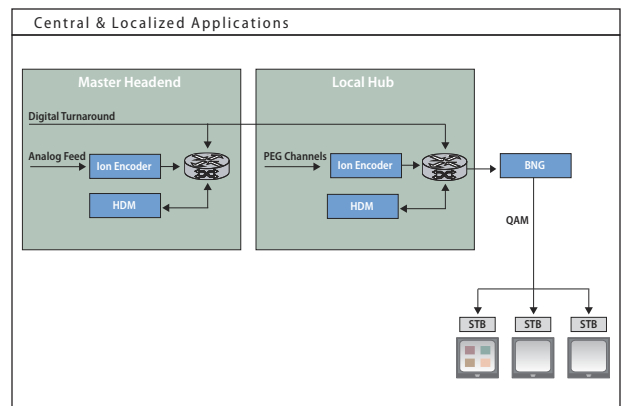 Central & Localized Applications
Master Headend
Local Hub
Digital Turnaround
Analog Feed
Ion Encoder
PEG Channels
Ion Encoder
BNG
HDM
HDM
QAM
STB
STB
STB